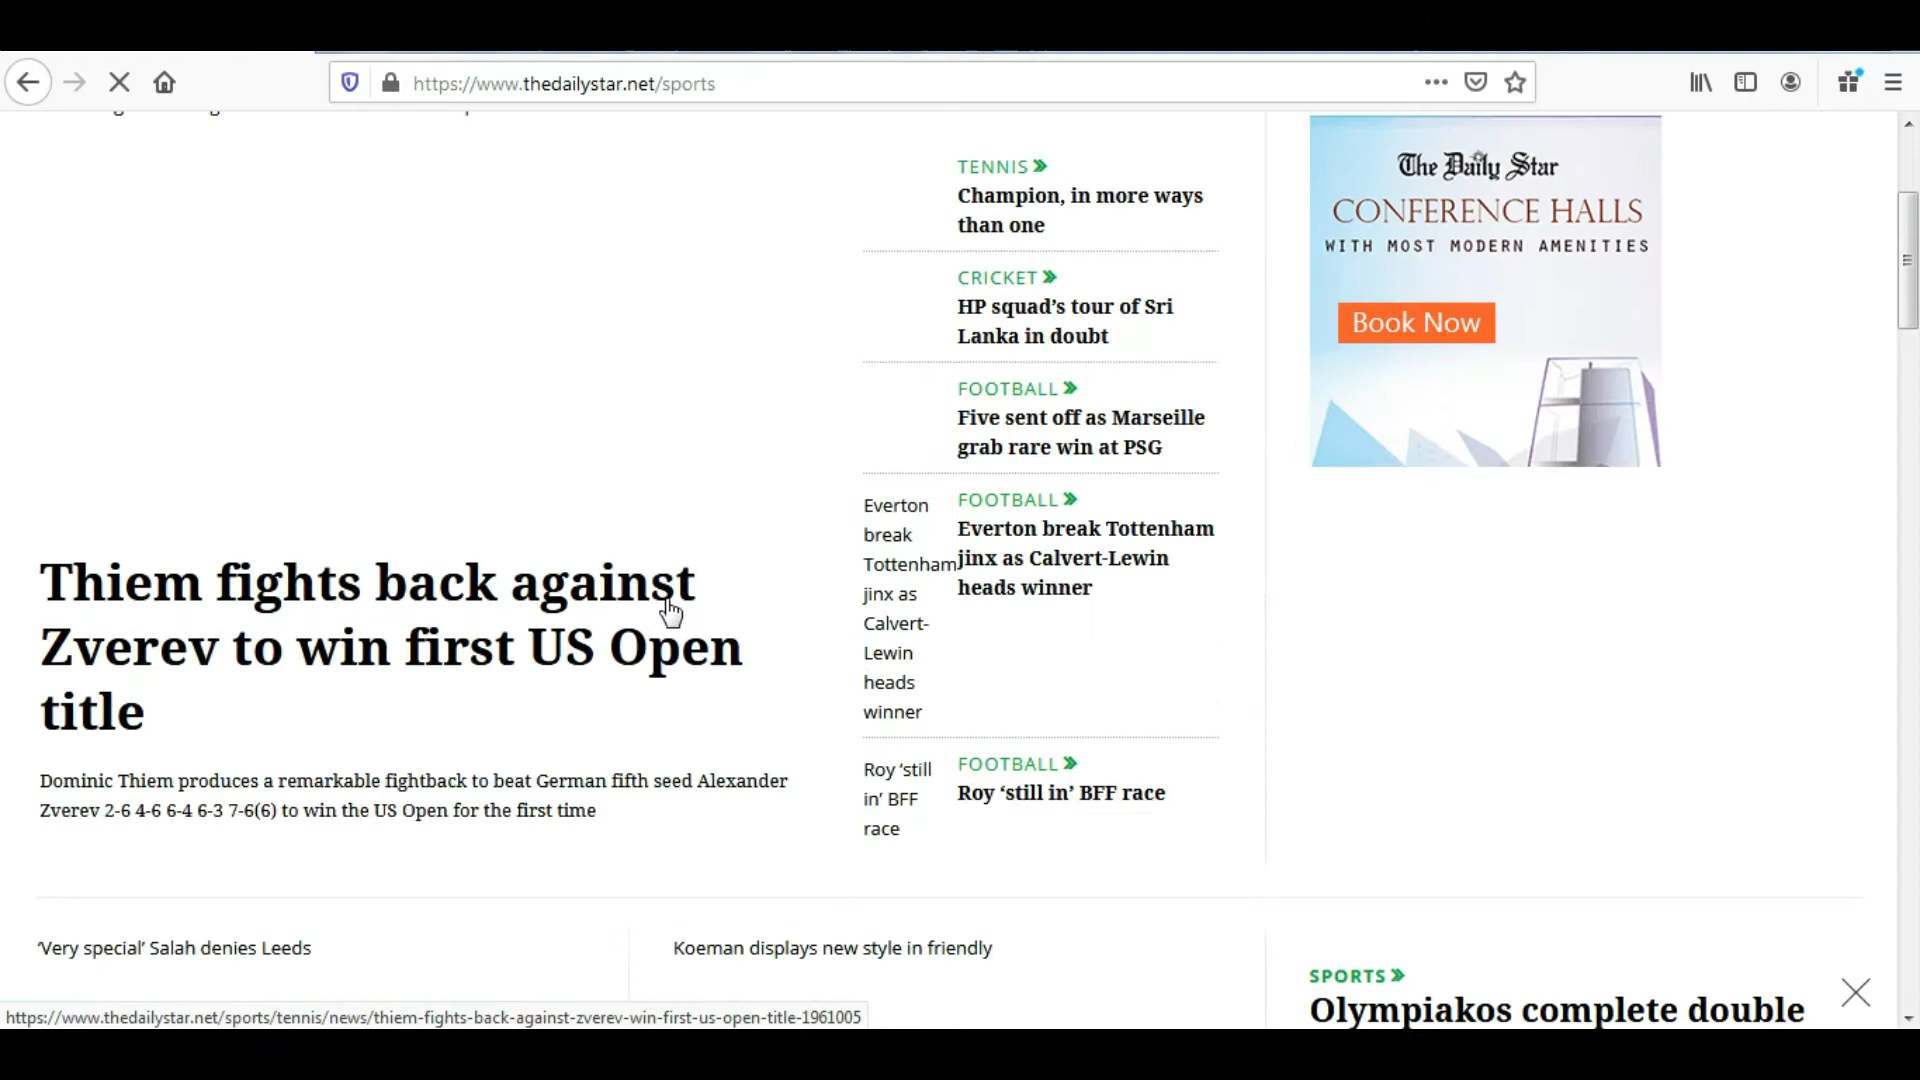 https://www.thedailystar.net/sports
TENNIS
Champion, in more ways
than one
CRICKET
HP squad’s tour of Sri
Lanka in doubt
FOOTBALL
Five sent off as Marseille
grab rare win at PSG
Everton
break
Tottenham
jinx as
Calvert-
Lewin
heads
winner
FOOTBALL
Everton break Tottenham
jinx as Calvert-Lewin
heads winner
Roy ‘still
in’ BFF
race
FOOTBALL
Roy ‘still in’ BFF race
The Daily Star
CONFERENCE HALLS
WITH MOST MODERN AMENITIES
Book Now
Thiem fights back against
Zverev to win first US Open
title
Dominic Thiem produces a remarkable fightback to beat German fifth seed Alexander
Zverev 2-6 4-6 6-4 6-3 7-6(6) to win the US Open for the first time
‘Very special’ Salah denies Leeds
Koeman displays new style in friendly
SPORTS
Olympiakos complete double
https://www.thedailystar.net/sports/tennis/news/thiem-fights-back-against-zverev-win-first-us-open-title-1961005